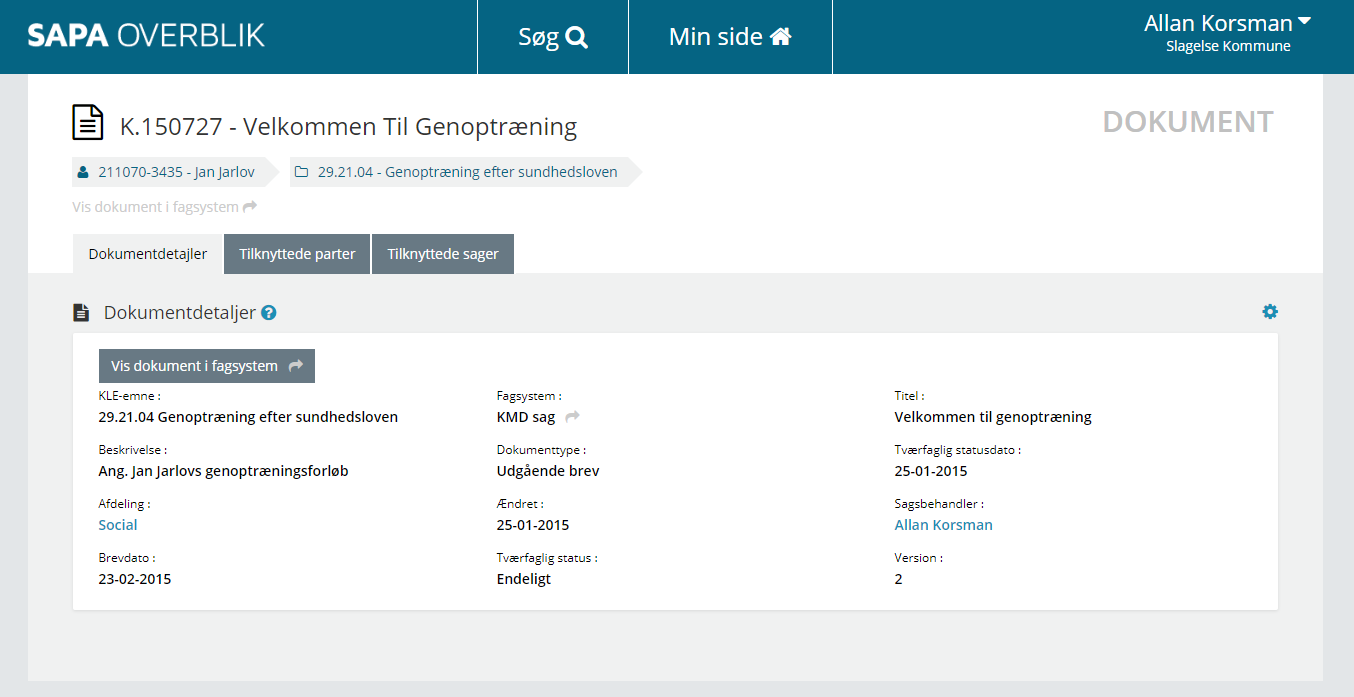 SAPA OVERBLIK
Søg
Min side
Allan Korsman
Slagelse Kommune
K.150727 - Velkommen Til Genoptræning
DOKUMENT
211070-3435 - Jan Jarlov
29.21.04 - Genoptræning efter sundhedsloven
Vis dokument i fagsystem
Dokumentdetajler
Tilknyttede parter
Tilknyttede sager
Dokumentdetaljer
Vis dokument i fagsystem
KLE-emne :
29.21.04 Genoptræning efter sundhedsloven
Fagsystem :
KMD sag
Titel :
Velkommen til genoptræning
Beskrivelse :
Ang. Jan Jarlovs genoptræningsforløb
Dokumenttype :
Udgående brev
Tværfaglig statusdato :
25-01-2015
Afdeling :
Social
Ændret :
25-01-2015
Sagsbehandler :
Allan Korsman
Brevdato :
23-02-2015
Tværfaglig status :
Endeligt
Version :
2